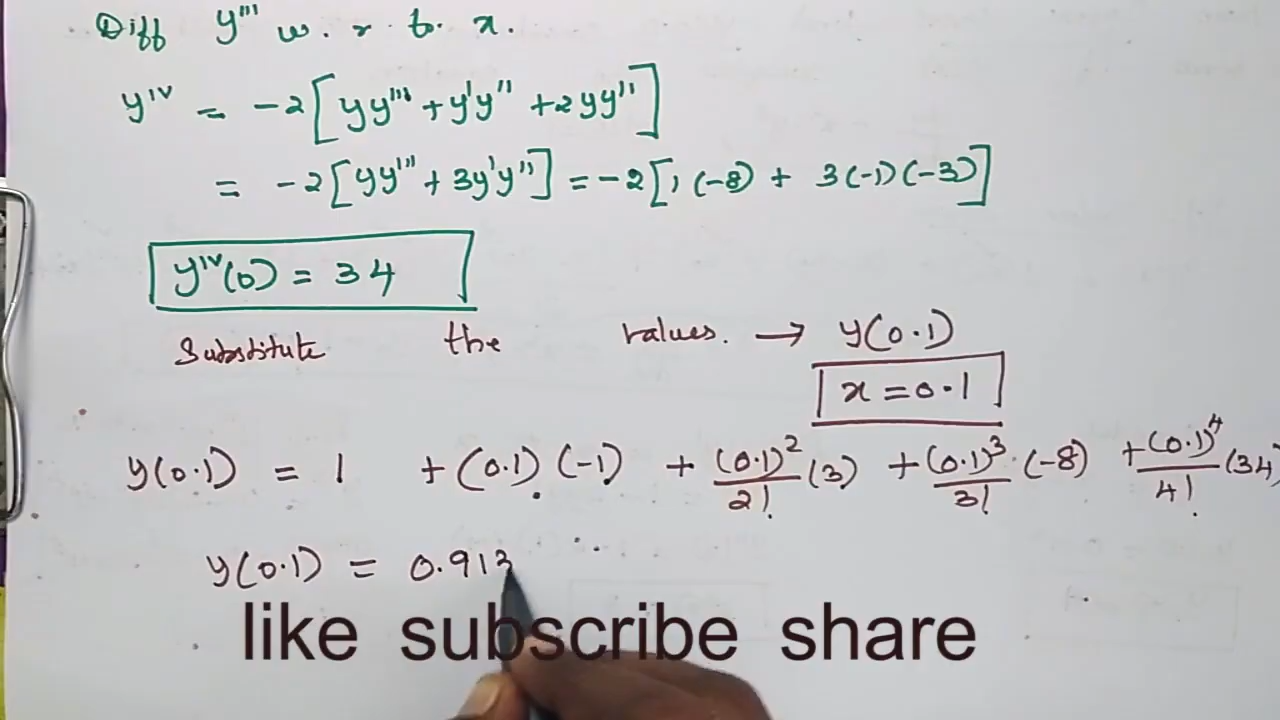 Diff y''' w.r to. x.
y^IV = -2[yy''' + y'y'' + 2yy'']
= -2[yy''' + 3y'y''] = -2[1(-8) + 3(-1)(-3)]
y^IV(0) = 34
Substitute the values. → y(0.1)
x = 0.1
y(0.1) = 1 + (0.1)(-1) + (0.1)^2/2! (3) + (0.1)^3/3! · (-8) + (0.1)^4/4! (34)
y(0.1) = 0.913
like subscribe share